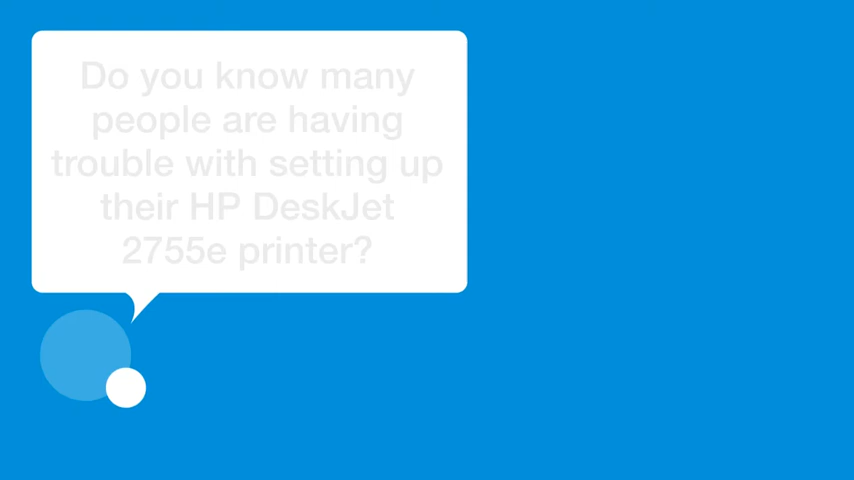 Do you know many
people are having
trouble with setting up
their HP DeskJet
2755e printer?